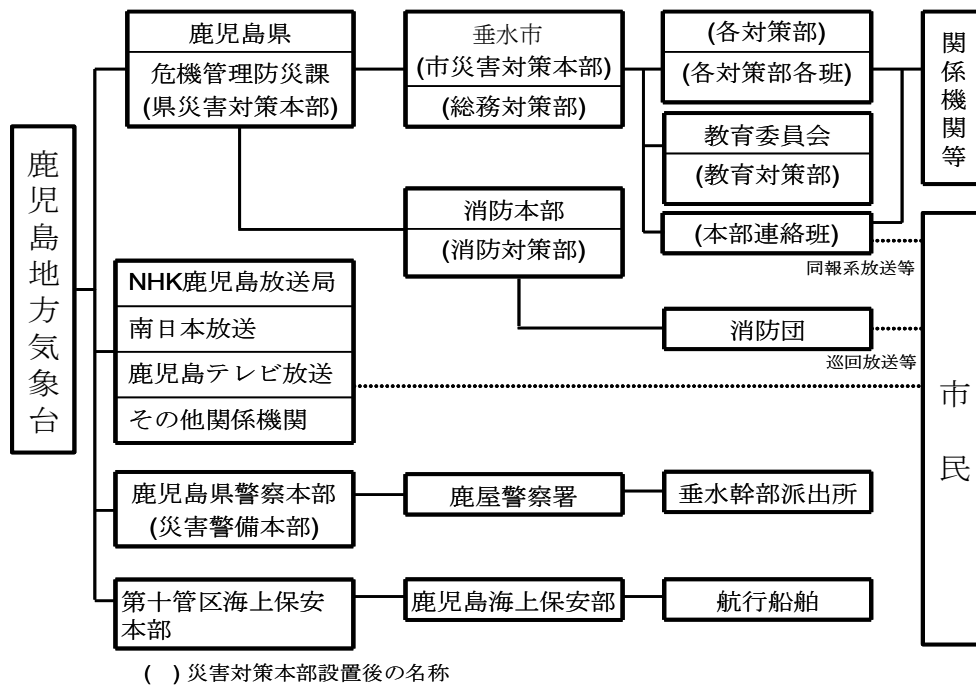 鹿児島地方気象台
鹿児島県
危機管理防災課
(県災害対策本部)
垂水市
(市災害対策本部)
(総務対策部)
(各対策部)
(各対策部各班)
関係機関等
教育委員会
(教育対策部)
消防本部
(消防対策部)
(本部連絡班)
同報系放送等
NHK鹿児島放送局
南日本放送
鹿児島テレビ放送
その他関係機関
消防団
巡回放送等
市民
鹿児島県警察本部
(災害警備本部)
鹿屋警察署
垂水幹部派出所
第十管区海上保安
本部
鹿児島海上保安部
航行船舶
( ) 災害対策本部設置後の名称